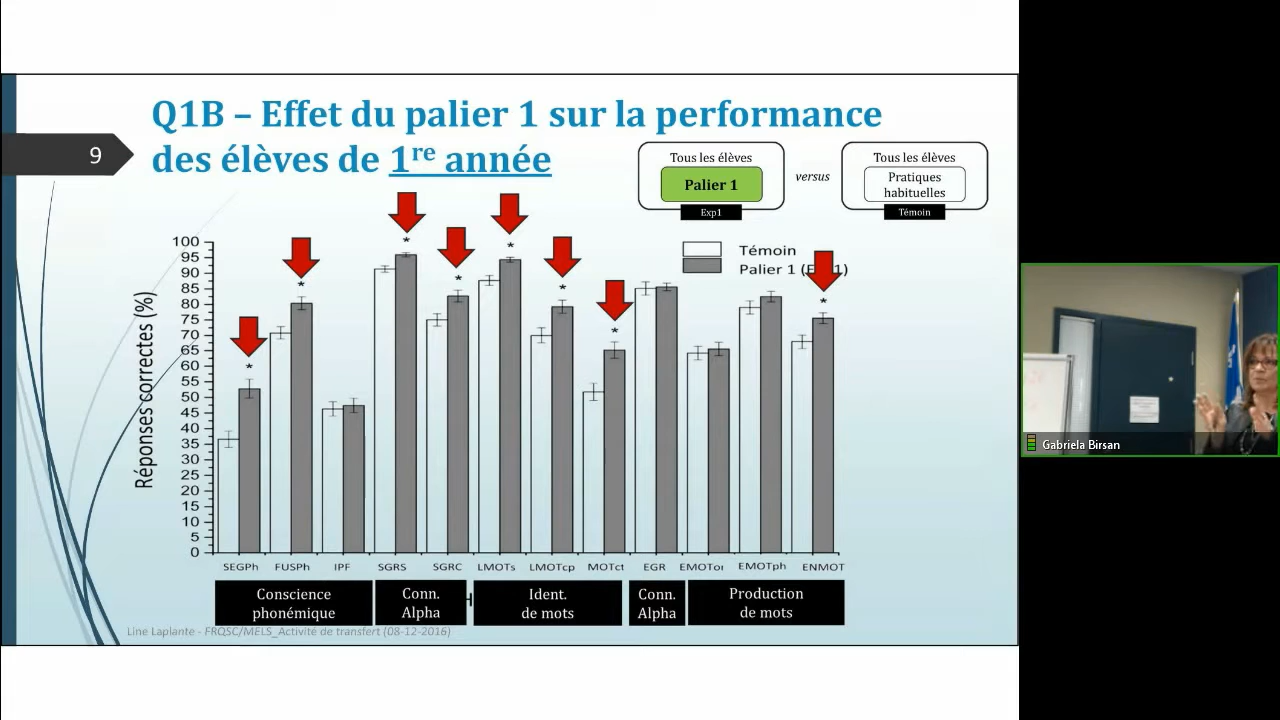 Q1B – Effet du palier 1 sur la performance
des élèves de 1re année
9
Tous les élèves
Palier 1
Exp1
versus
Tous les élèves
Pratiques
habituelles
Témoin
Témoin
Palier 1
Réponses correctes (%)
100
95
90
85
80
75
70
65
60
55
50
45
40
35
30
25
20
15
10
5
0
* * * * * * * *
SEGPh FUSPh IPF SGRS SGRC LMOTs LMOTcp MOTct EGR EMOTor EMOTph ENMOT
Conscience
phonémique
Conn.
Alpha
Ident.
de mots
Conn.
Alpha
Production
de mots
Line Laplante - FRQSC/MELS_Activité de transfert (08-12-2016)
Gabriela Birsan